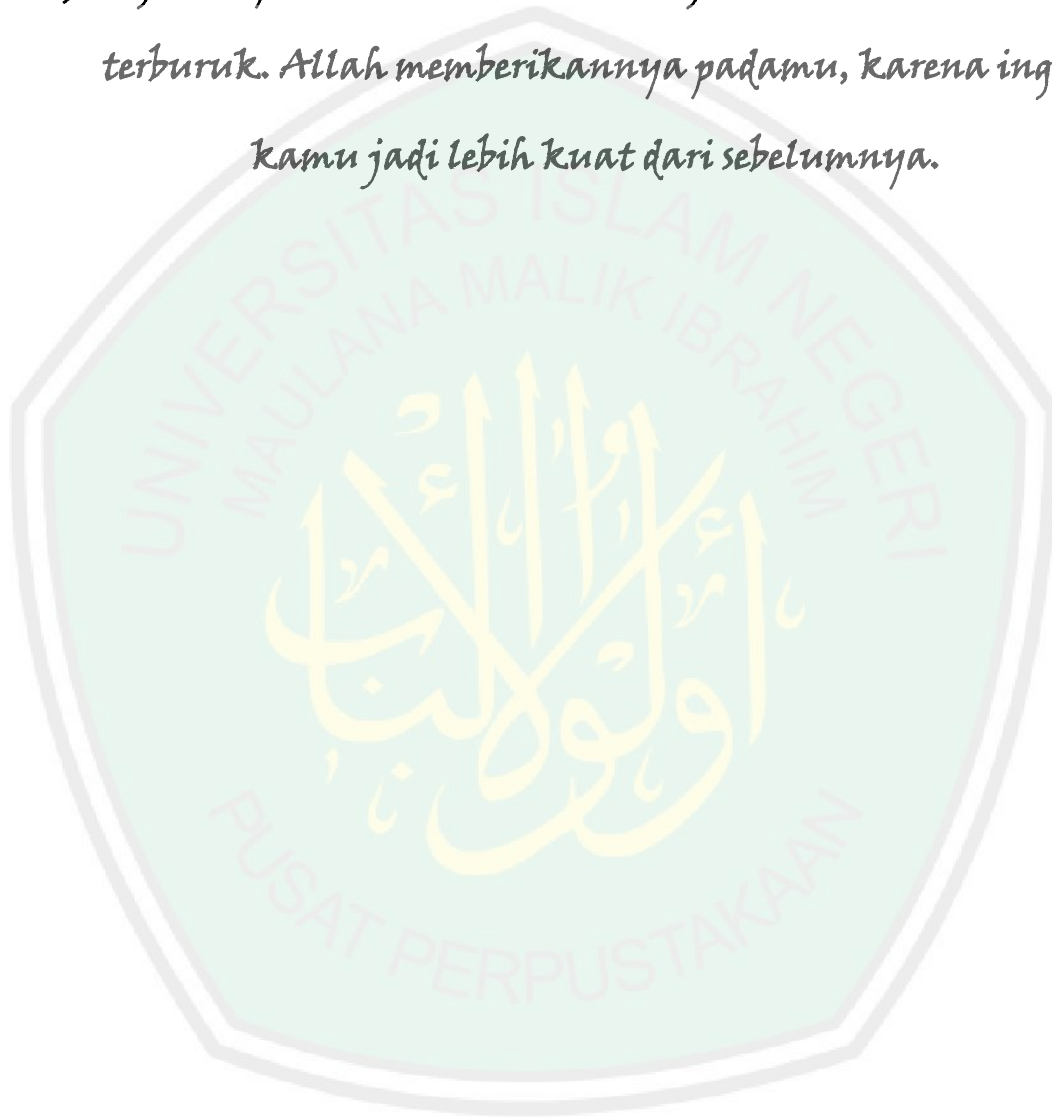 terburuk. Allah memberikannya padamu, karena ing
kamu jadi lebih kuat dari sebelumnya.
UNIVERSITAS ISLAM NEGERI
MAULANA MALIK IBRAHIM
أولوا الألباب
PUSAT PERPUSTAKAAN